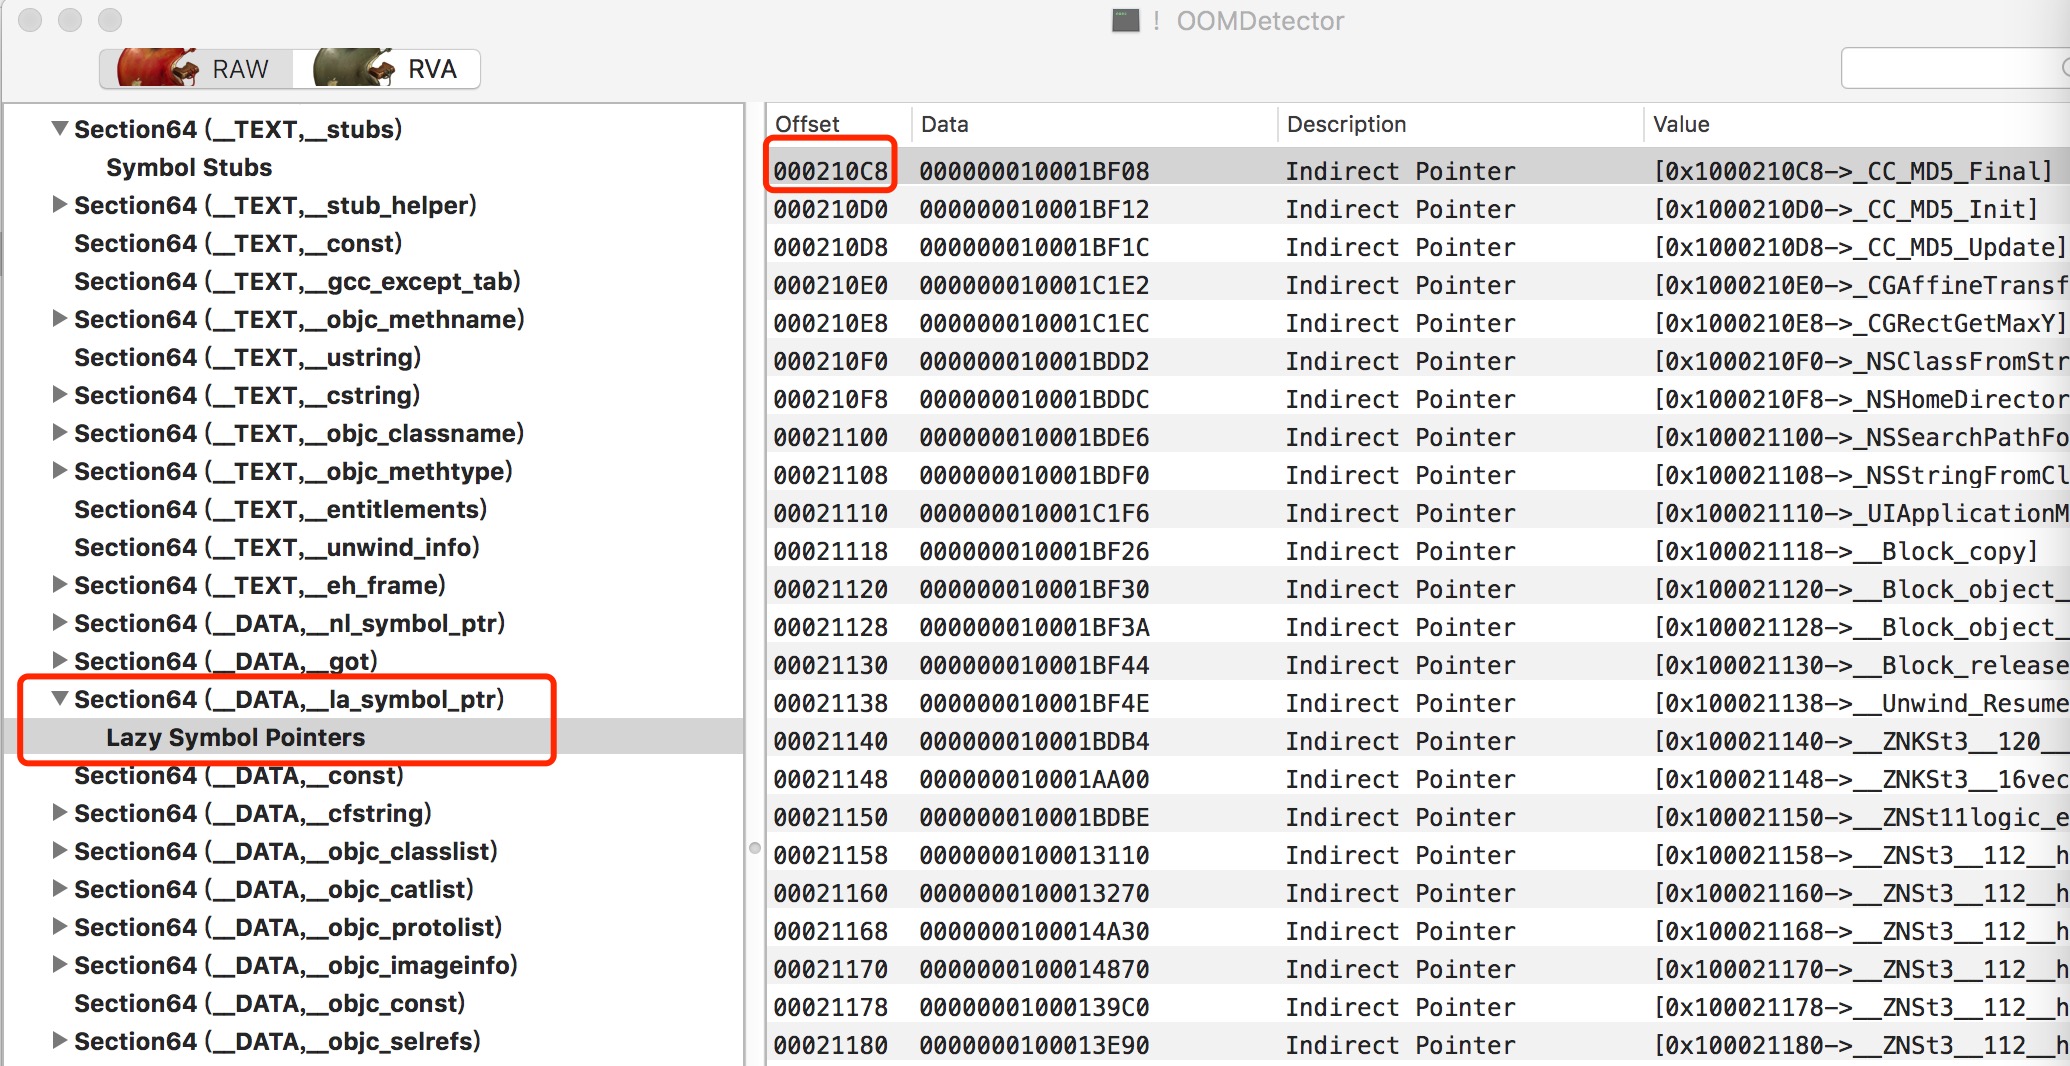 ! OOMDetector
RAW RVA
Section64 (__TEXT,__stubs)
Symbol Stubs
Section64 (__TEXT,__stub_helper)
Section64 (__TEXT,__const)
Section64 (__TEXT,__gcc_except_tab)
Section64 (__TEXT,__objc_methname)
Section64 (__TEXT,__ustring)
Section64 (__TEXT,__cstring)
Section64 (__TEXT,__objc_classname)
Section64 (__TEXT,__objc_methtype)
Section64 (__TEXT,__entitlements)
Section64 (__TEXT,__unwind_info)
Section64 (__TEXT,__eh_frame)
Section64 (__DATA,__nl_symbol_ptr)
Section64 (__DATA,__got)
Section64 (__DATA,__la_symbol_ptr)
Lazy Symbol Pointers
Section64 (__DATA,__const)
Section64 (__DATA,__cfstring)
Section64 (__DATA,__objc_classlist)
Section64 (__DATA,__objc_catlist)
Section64 (__DATA,__objc_protolist)
Section64 (__DATA,__objc_imageinfo)
Section64 (__DATA,__objc_const)
Section64 (__DATA,__objc_selrefs)
Offset Data Description Value
000210C8 000000010001BF08 Indirect Pointer [0x1000210C8->_CC_MD5_Final]
000210D0 000000010001BF12 Indirect Pointer [0x1000210D0->_CC_MD5_Init]
000210D8 000000010001BF1C Indirect Pointer [0x1000210D8->_CC_MD5_Update]
000210E0 000000010001C1E2 Indirect Pointer [0x1000210E0->_CGAffineTransf
000210E8 000000010001C1EC Indirect Pointer [0x1000210E8->_CGRectGetMaxY]
000210F0 000000010001BDD2 Indirect Pointer [0x1000210F0->_NSClassFromStr
000210F8 000000010001BDDC Indirect Pointer [0x1000210F8->_NSHomeDirector
00021100 000000010001BDE6 Indirect Pointer [0x100021100->_NSSearchPathFo
00021108 000000010001BDF0 Indirect Pointer [0x100021108->_NSStringFromCl
00021110 000000010001C1F6 Indirect Pointer [0x100021110->_UIApplicationM
00021118 000000010001BF26 Indirect Pointer [0x100021118->__Block_copy]
00021120 000000010001BF30 Indirect Pointer [0x100021120->__Block_object_
00021128 000000010001BF3A Indirect Pointer [0x100021128->__Block_object_
00021130 000000010001BF44 Indirect Pointer [0x100021130->__Block_release
00021138 000000010001BF4E Indirect Pointer [0x100021138->__Unwind_Resume
00021140 000000010001BDB4 Indirect Pointer [0x100021140->__ZNKSt3__120__
00021148 000000010001AA00 Indirect Pointer [0x100021148->__ZNKSt3__16vec
00021150 000000010001BDBE Indirect Pointer [0x100021150->__ZNSt11logic_e
00021158 0000000100013110 Indirect Pointer [0x100021158->__ZNSt3__112__h
00021160 0000000100013270 Indirect Pointer [0x100021160->__ZNSt3__112__h
00021168 0000000100014A30 Indirect Pointer [0x100021168->__ZNSt3__112__h
00021170 0000000100014870 Indirect Pointer [0x100021170->__ZNSt3__112__h
00021178 00000001000139C0 Indirect Pointer [0x100021178->__ZNSt3__112__h
00021180 0000000100013E90 Indirect Pointer [0x100021180->__ZNSt3__112__h